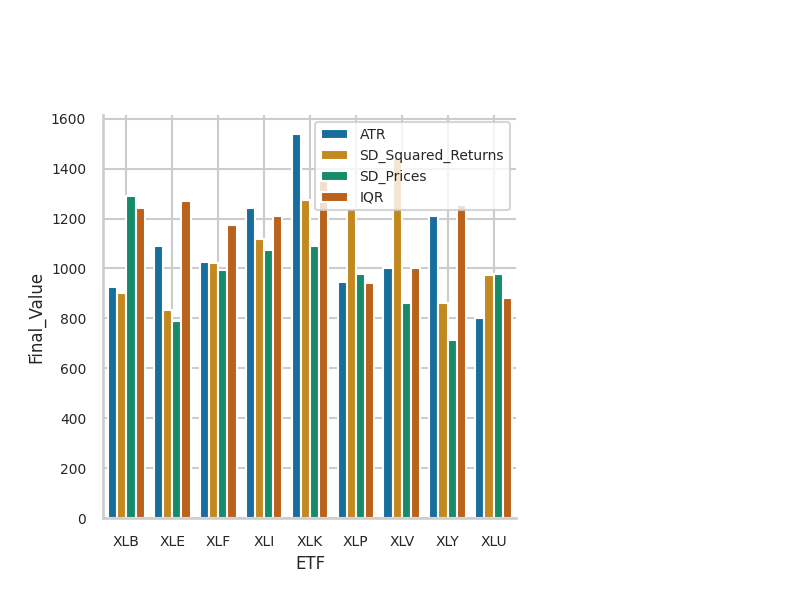 1600
1400
1200
1000
800
600
400
200
0
Final_Value
ATR
SD_Squared_Returns
SD_Prices
IQR
XLB XLE XLF XLI XLK XLP XLV XLY XLU
ETF